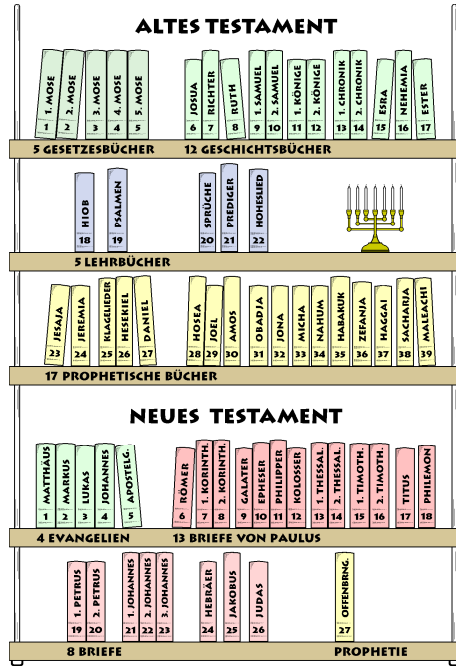 ALTES TESTAMENT
1. MOSE 1
2. MOSE 2
3. MOSE 3
4. MOSE 4
5. MOSE 5
JOSUA 6
RICHTER 7
RUTH 8
1. SAMUEL 9
2. SAMUEL 10
1. KÖNIGE 11
2. KÖNIGE 12
1. CHRONIK 13
2. CHRONIK 14
ESRA 15
NEHEMIA 16
ESTER 17
5 GESETZESBÜCHER 12 GESCHICHTSBÜCHER
HIOB 18
PSALMEN 19
SPRÜCHE 20
PREDIGER 21
HOHESLIED 22
5 LEHRBÜCHER
JESAJA 23
JEREMIA 24
KLAGELIEDER 25
HESEKIEL 26
DANIEL 27
HOSEA 28
JOEL 29
AMOS 30
OBADJA 31
JONA 32
MICHA 33
NAHUM 34
HABAKUK 35
ZEFANJA 36
HAGGAI 37
SACHARJA 38
MALEACHI 39
17 PROPHETISCHE BÜCHER
NEUES TESTAMENT
MATTHÄUS 1
MARKUS 2
LUKAS 3
JOHANNES 4
APOSTELG. 5
RÖMER 6
1. KORINTH. 7
2. KORINTH. 8
GALATER 9
EPHESER 10
PHILIPPER 11
KOLOSSER 12
1. THESSAL. 13
2. THESSAL. 14
1. TIMOTH. 15
2. TIMOTH. 16
TITUS 17
PHILEMON 18
4 EVANGELIEN 13 BRIEFE VON PAULUS
1. PETRUS 19
2. PETRUS 20
1. JOHANNES 21
2. JOHANNES 22
3. JOHANNES 23
HEBRÄER 24
JAKOBUS 25
JUDAS 26
OFFENBRNG. 27
8 BRIEFE PROPHETIE